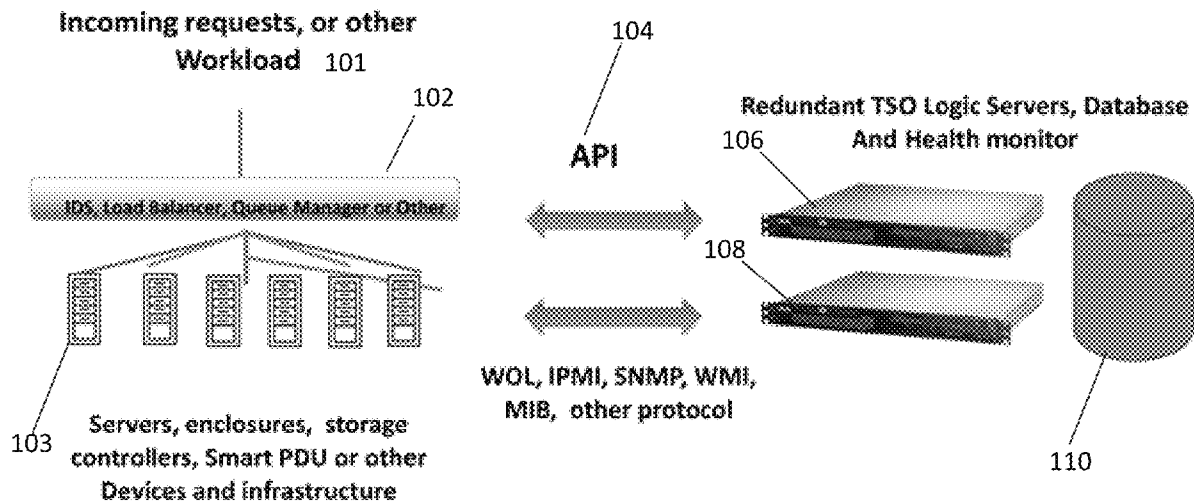 Incoming requests, or other
Workload 101
102
IDS, Load Balancer, Queue Manager or Other
103
Servers, enclosures, storage
controllers, Smart PDU or other
Devices and infrastructure
104
API
WOL, IPMI, SNMP, WMI,
MIB, other protocol
Redundant TSO Logic Servers, Database
And Health monitor
106
108
110